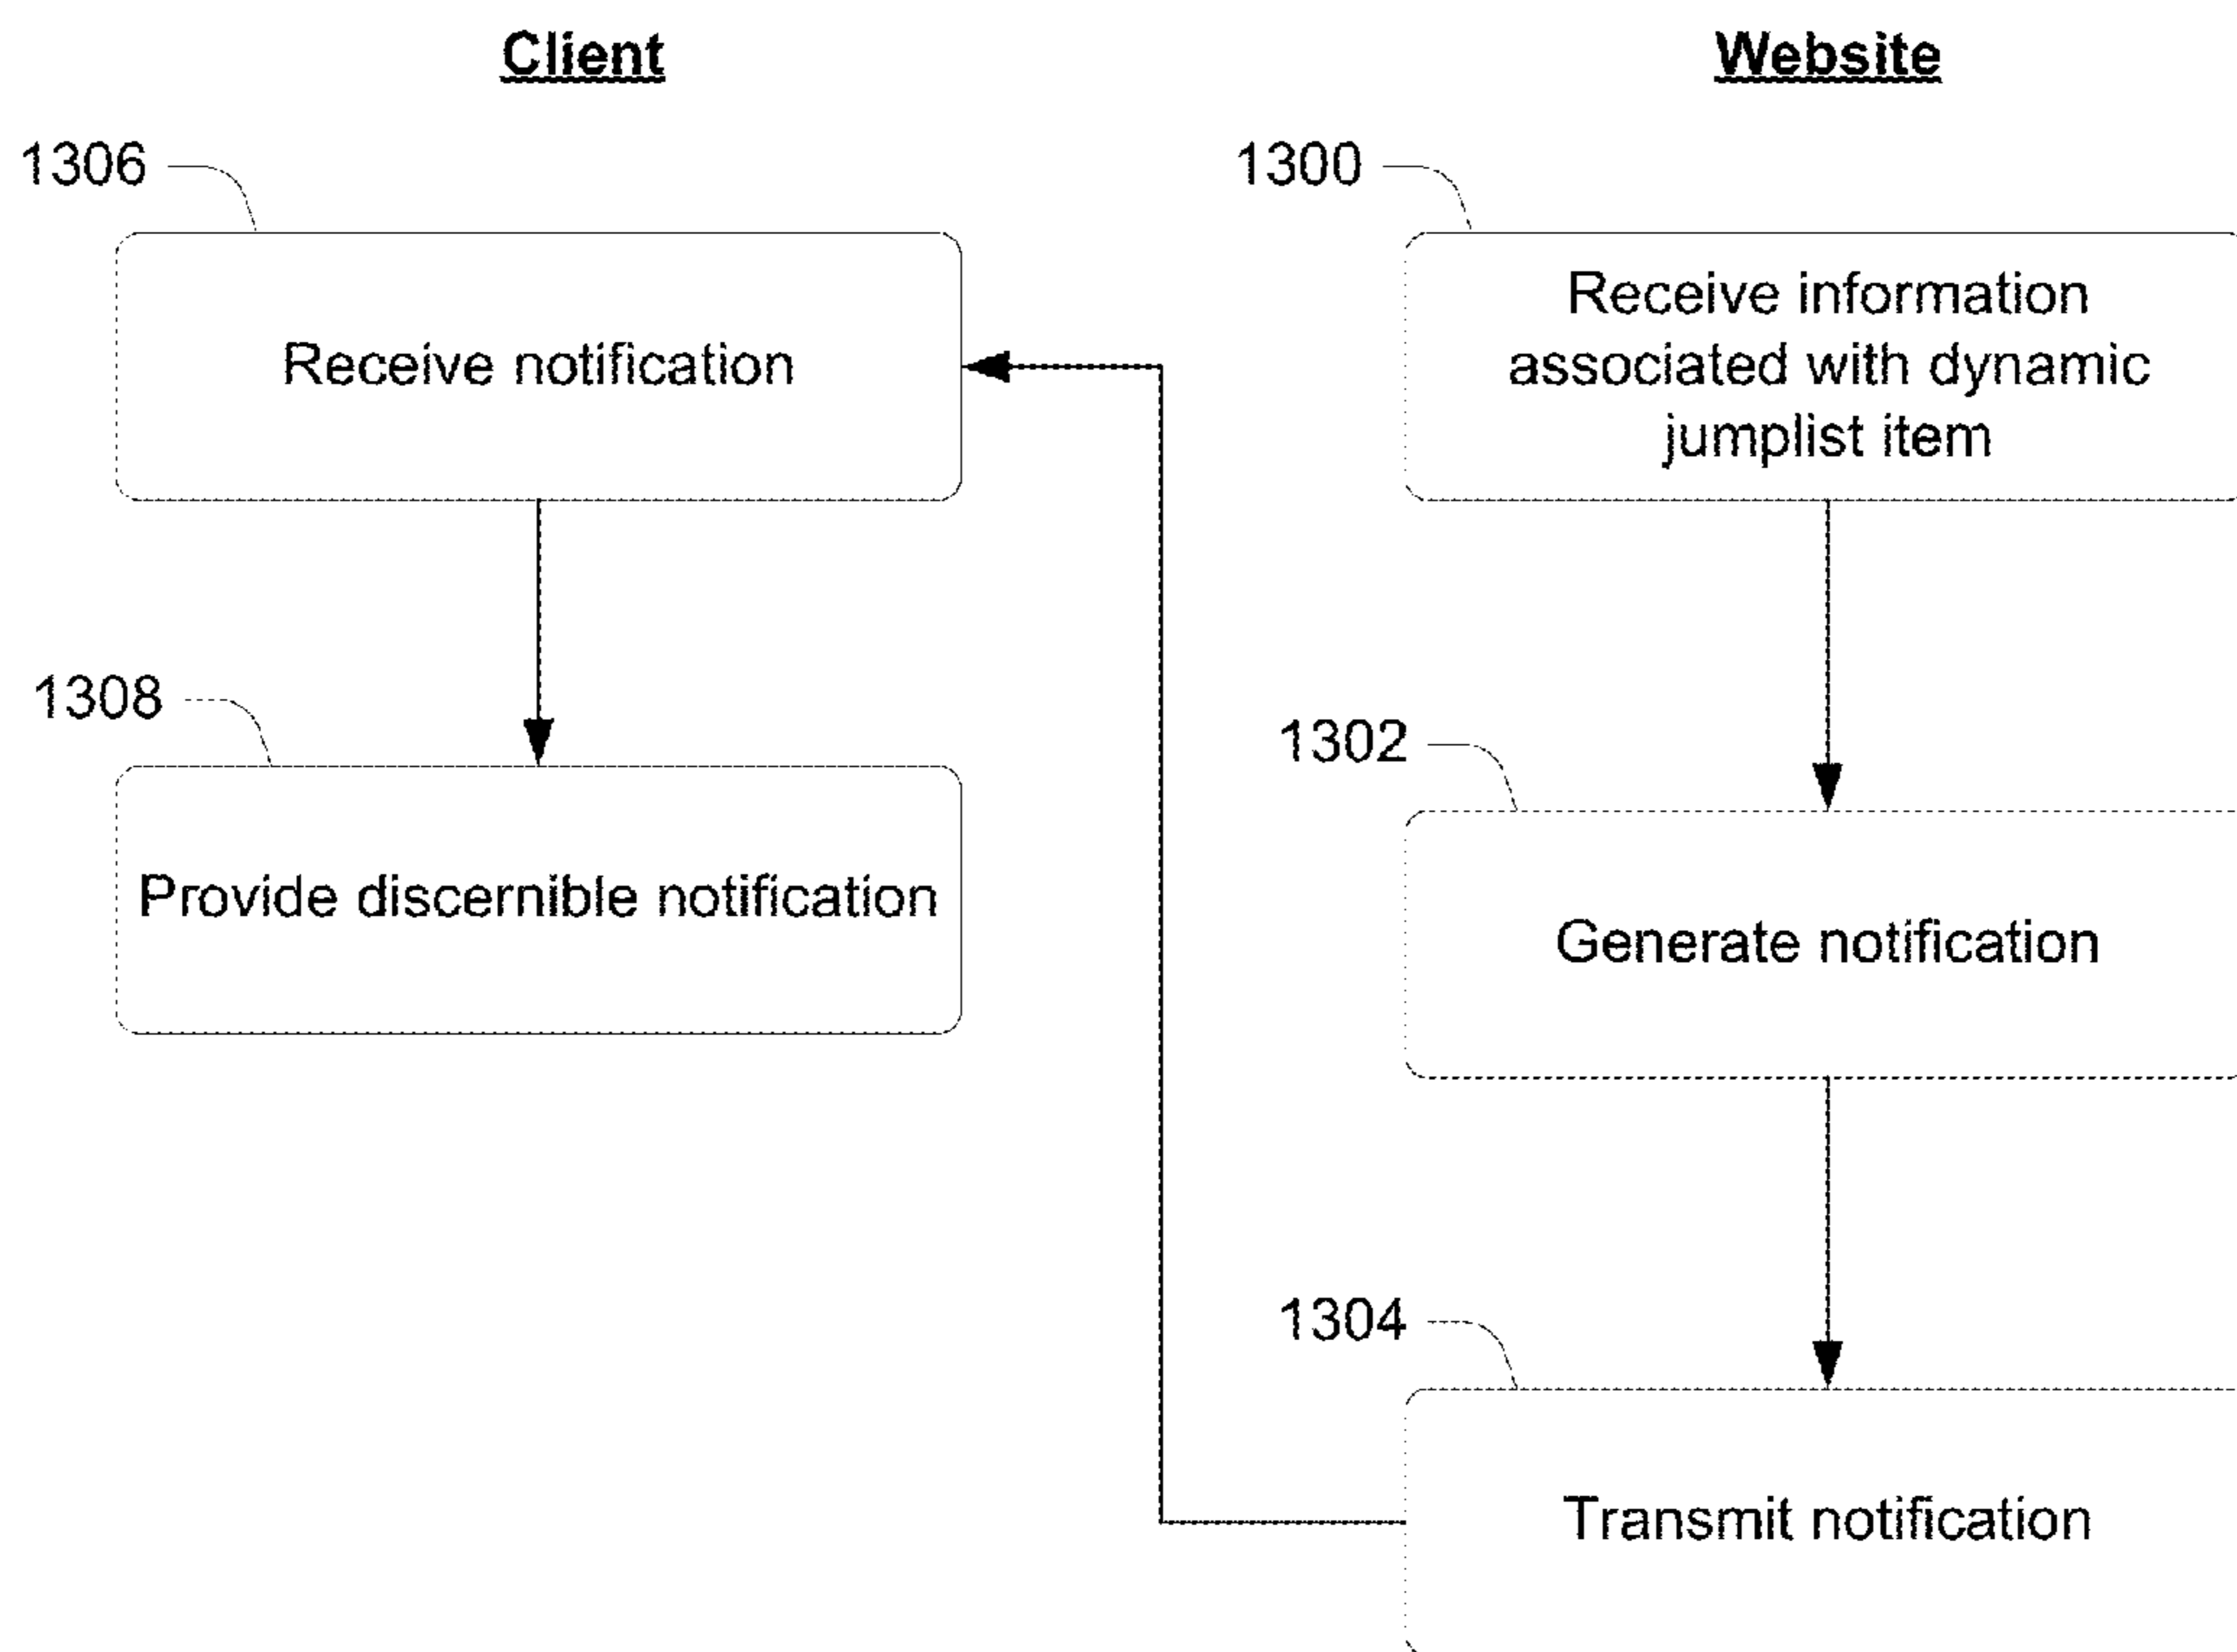 Client
Website
1306
1300
Receive notification
Receive information
associated with dynamic
jumplist item
1308
1302
Provide discernible notification
Generate notification
1304
Transmit notification